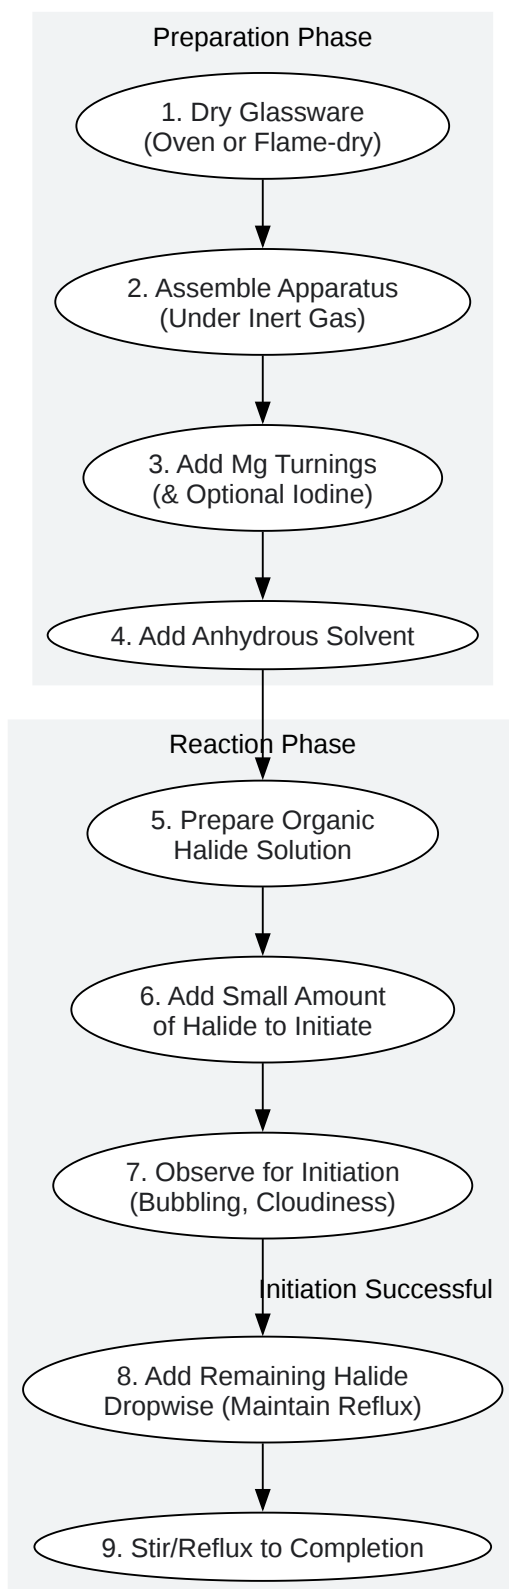 Preparation Phase
1. Dry Glassware
(Oven or Flame-dry)
2. Assemble Apparatus
(Under Inert Gas)
3. Add Mg Turnings
(& Optional Iodine)
4. Add Anhydrous Solvent
Reaction Phase
5. Prepare Organic
Halide Solution
6. Add Small Amount
of Halide to Initiate
7. Observe for Initiation
(Bubbling, Cloudiness)
Initiation Successful
8. Add Remaining Halide
Dropwise (Maintain Reflux)
9. Stir/Reflux to Completion